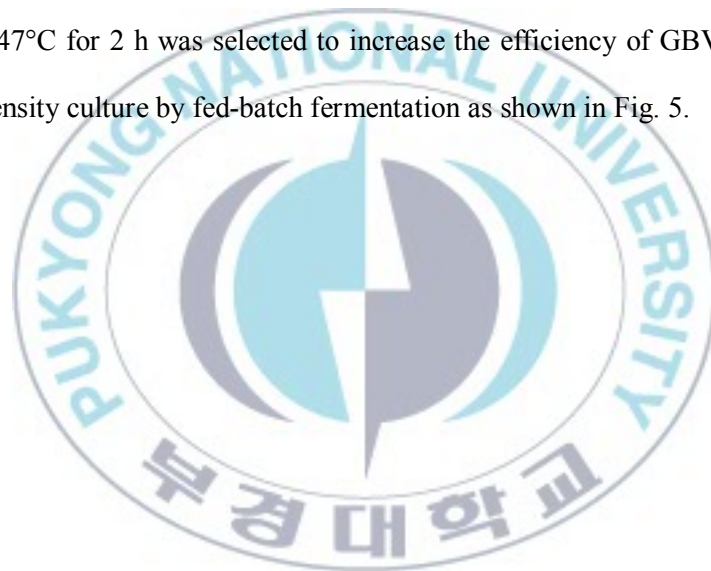 47°C for 2 h was selected to increase the efficiency of GBV
ensity culture by fed-batch fermentation as shown in Fig. 5.
PUKYONG NATIONAL UNIVERSITY
부경대학교